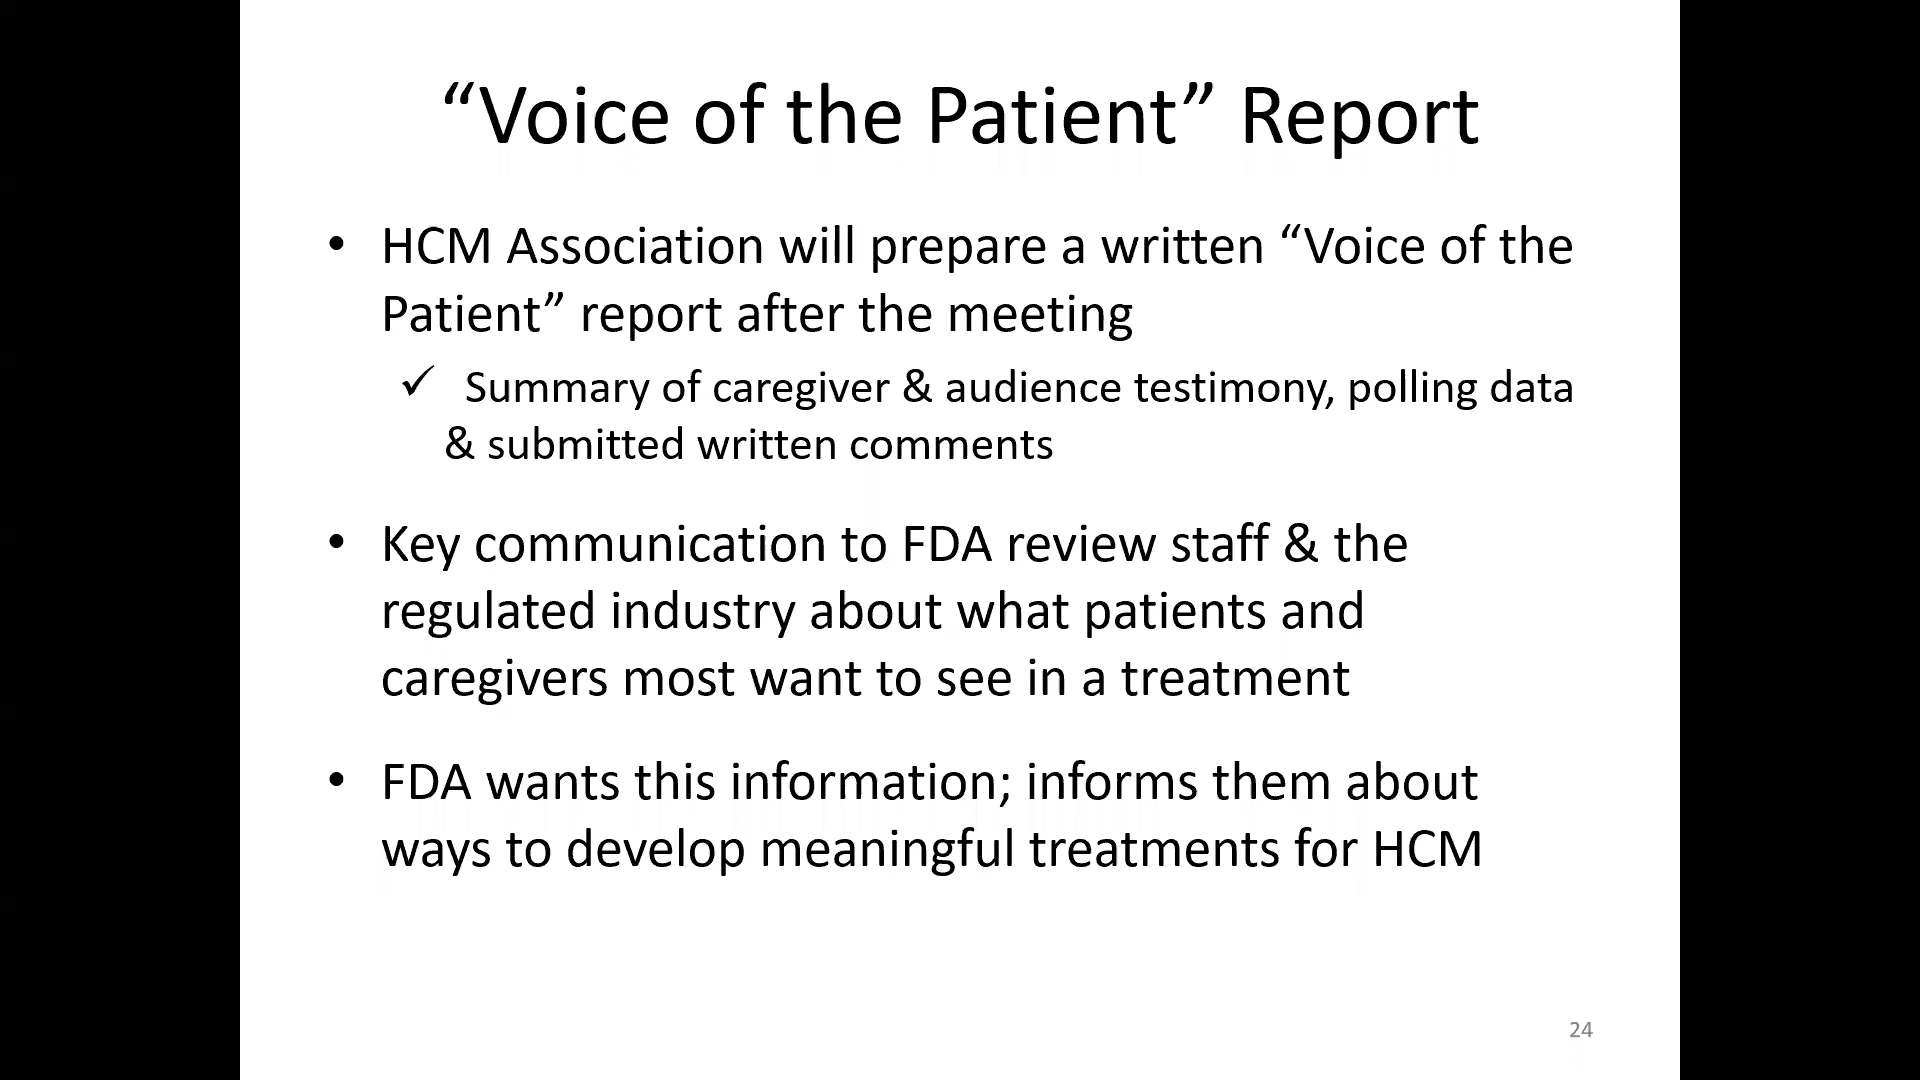 “Voice of the Patient” Report
• HCM Association will prepare a written “Voice of the
Patient” report after the meeting
✓ Summary of caregiver & audience testimony, polling data
& submitted written comments
• Key communication to FDA review staff & the
regulated industry about what patients and
caregivers most want to see in a treatment
• FDA wants this information; informs them about
ways to develop meaningful treatments for HCM
24